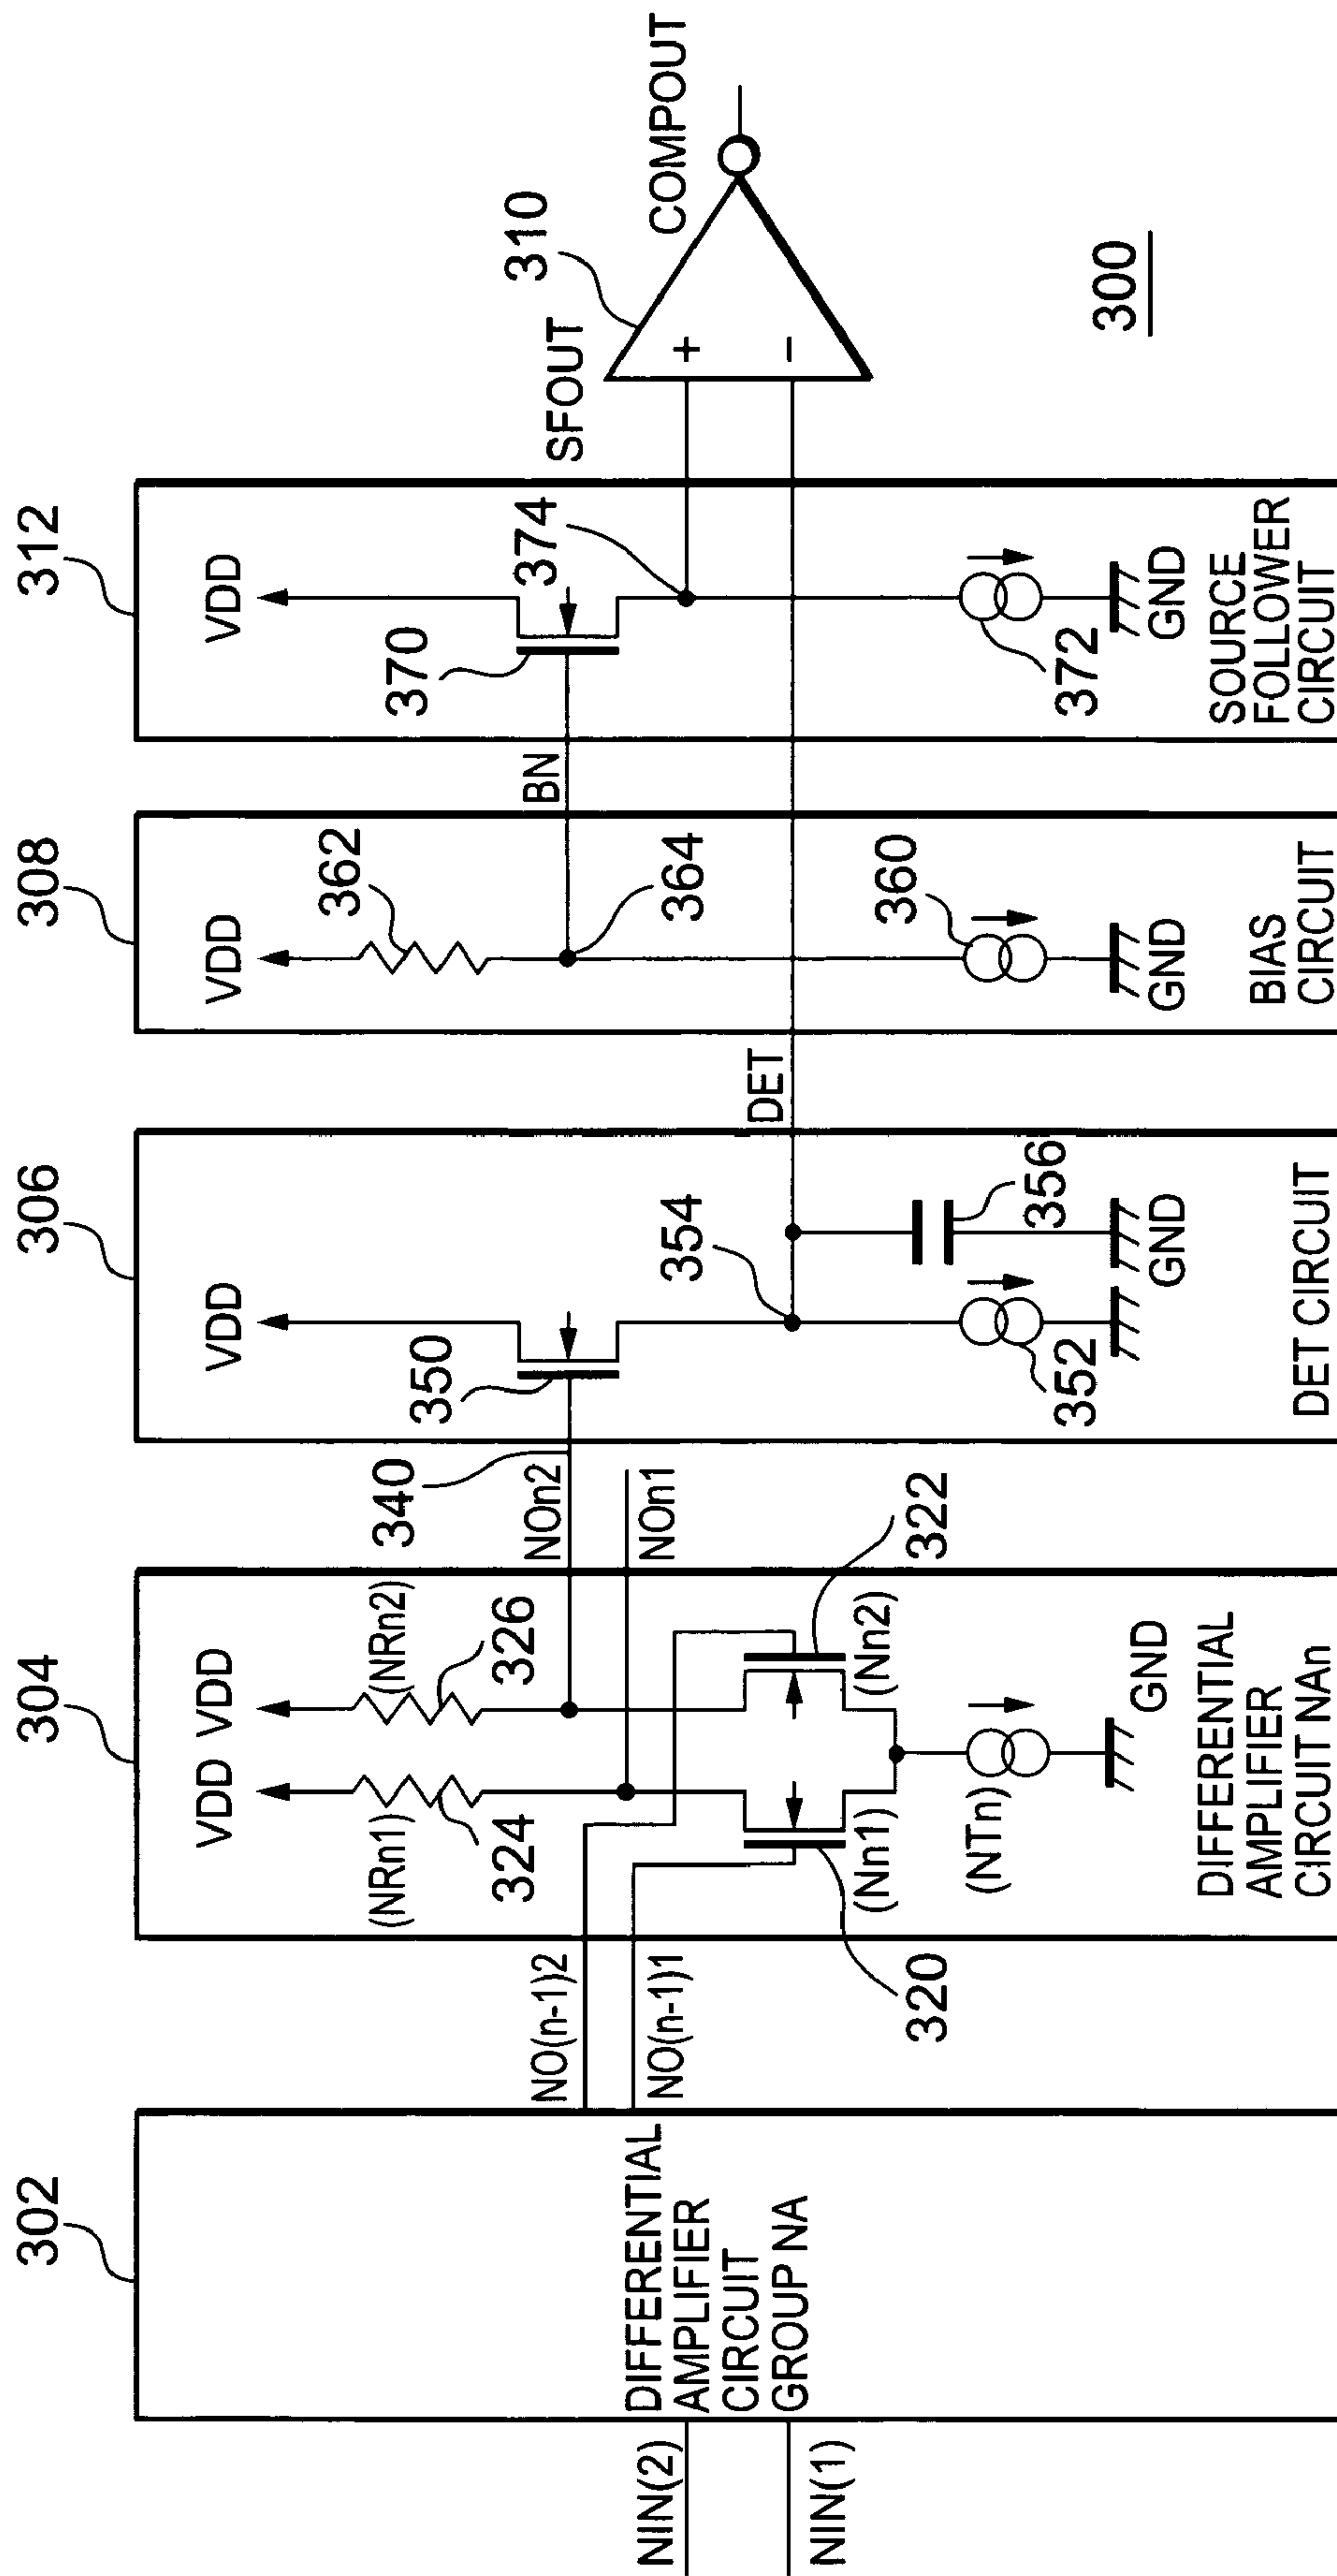 302
DIFFERENTIAL
AMPLIFIER
CIRCUIT
GROUP NA
NIN(2)
NIN(1)
NO(n-1)2
NO(n-1)1
304
VDD
VDD
(NRn1)
324
(NRn2)
326
320
(Nn1)
322
(Nn2)
(NTn)
GND
DIFFERENTIAL
AMPLIFIER
CIRCUIT NAn
NOn2
NOn1
340
306
VDD
350
354
352
356
GND
DET CIRCUIT
DET
308
VDD
362
364
360
GND
BIAS
CIRCUIT
BN
312
VDD
370
374
372
GND
SOURCE
FOLLOWER
CIRCUIT
SFOUT
310
+
-
COMPOUT
300